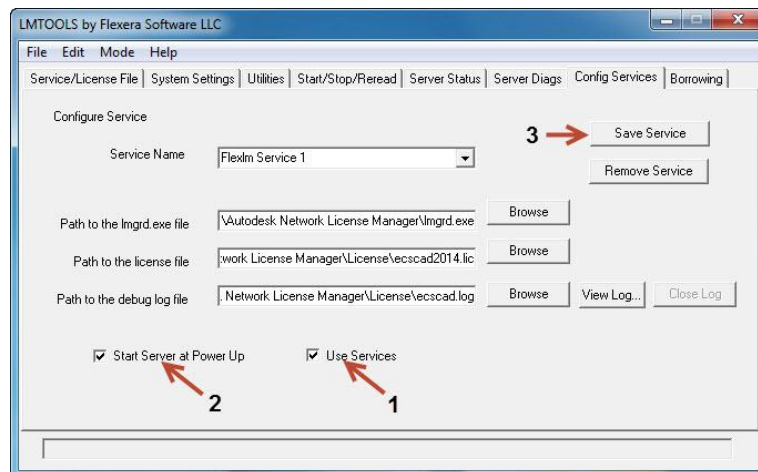 LMTOOLS by Flexera Software LLC
File Edit Mode Help
Service/License File System Settings Utilities Start/Stop/Reread Server Status Server Diags Config Services Borrowing
Configure Service
3 Save Service
Service Name Flexlm Service 1
Remove Service
Path to the lmgrd.exe file \Autodesk Network License Manager\lmgrd.exe Browse
Path to the license file :work License Manager\License\ecscad2014.lic Browse
Path to the debug log file . Network License Manager\License\ecscad.log Browse View Log... Close Log
Start Server at Power Up Use Services
2 1